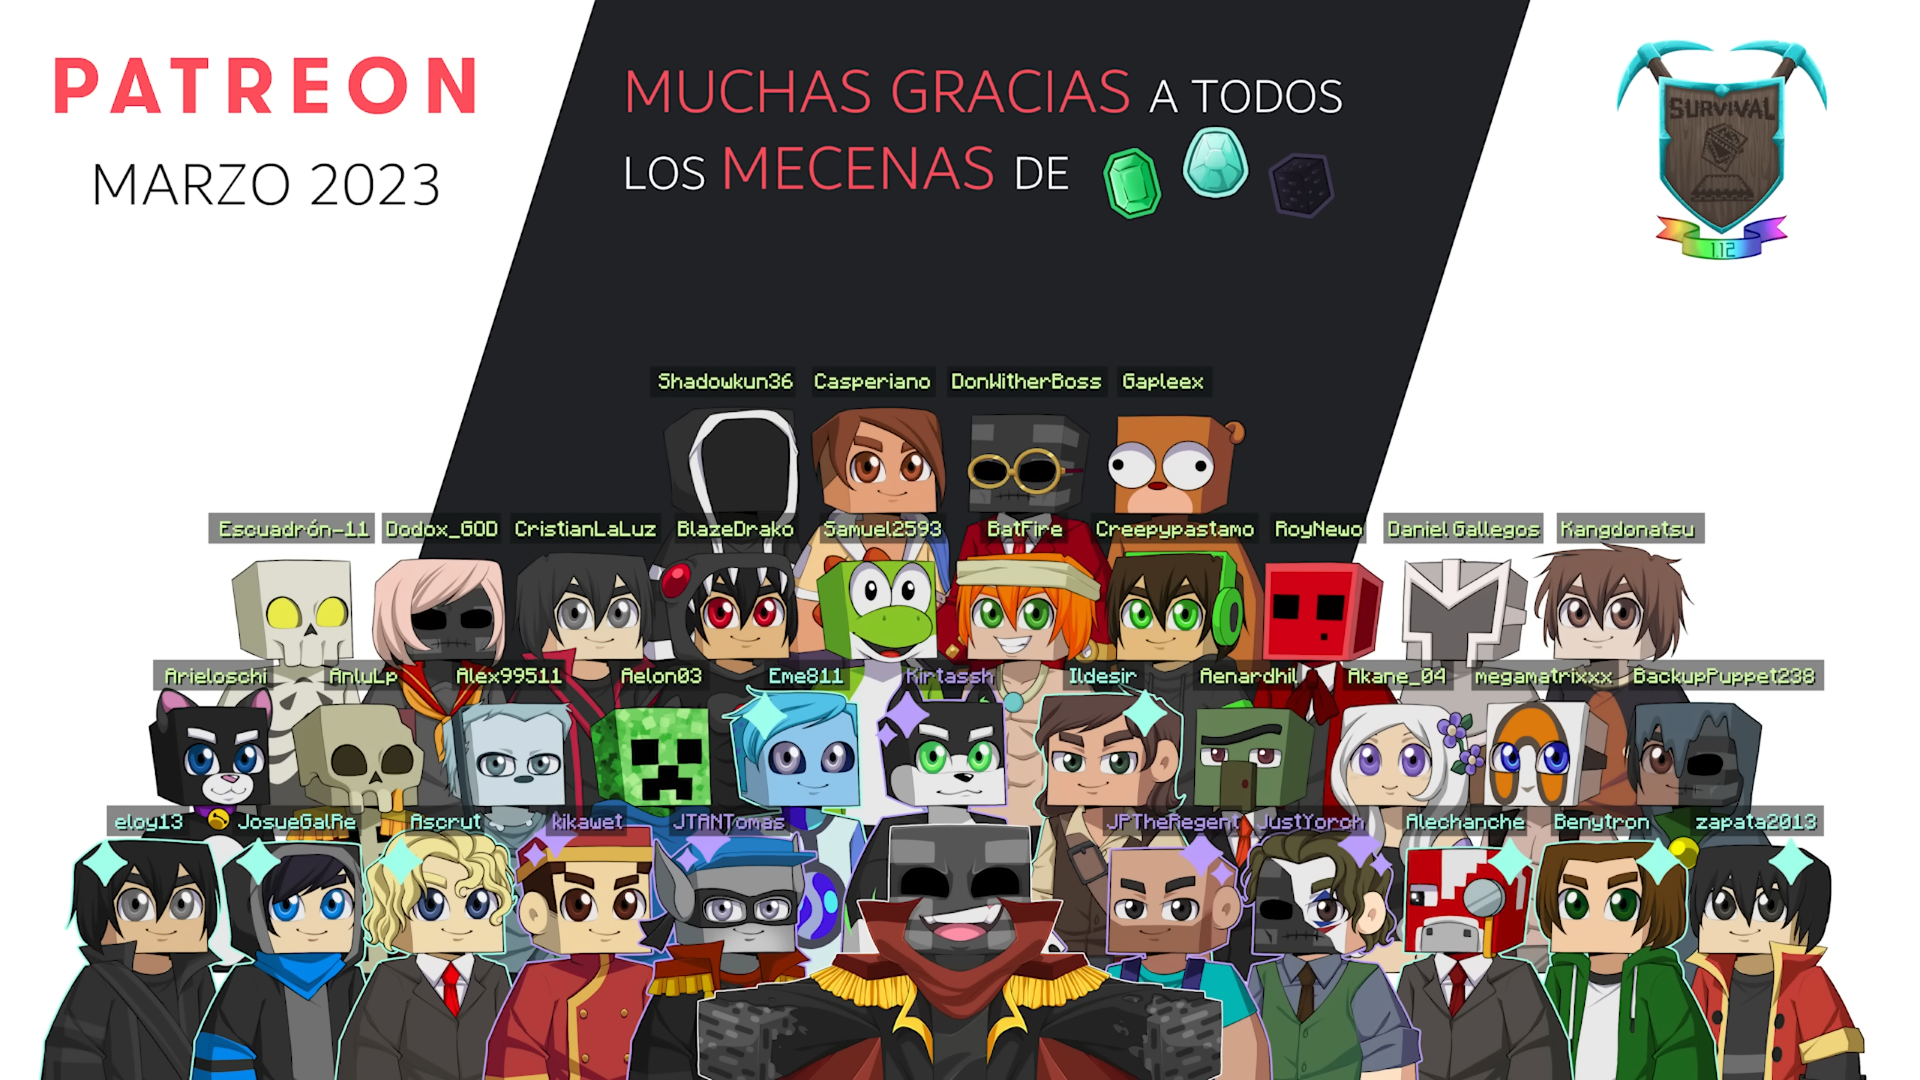 PATREON
MARZO 2023
MUCHAS GRACIAS A TODOS
LOS MECENAS DE
SURVIVAL
1.12
Shadowkun36 Casperiano DonWitherBoss Gapleex
Escuadrón-11 Dodox_GOD CristianLaLuz BlazeDrako Samuel2593 BatFire Creepypastamo RoyNewo Daniel Gallegos Kangdonatsu
Arieloschi AnluLp Alex99511 Aelon03 Eme811 Kirtassh Ildesir Aenardhil Akane_04 megamatrixxx BackupPuppet238
eloy13 JosueGalRe Ascrut kikawet JTANTomas JPTheRegent JustYorch Alechanche Benytron zapata2013